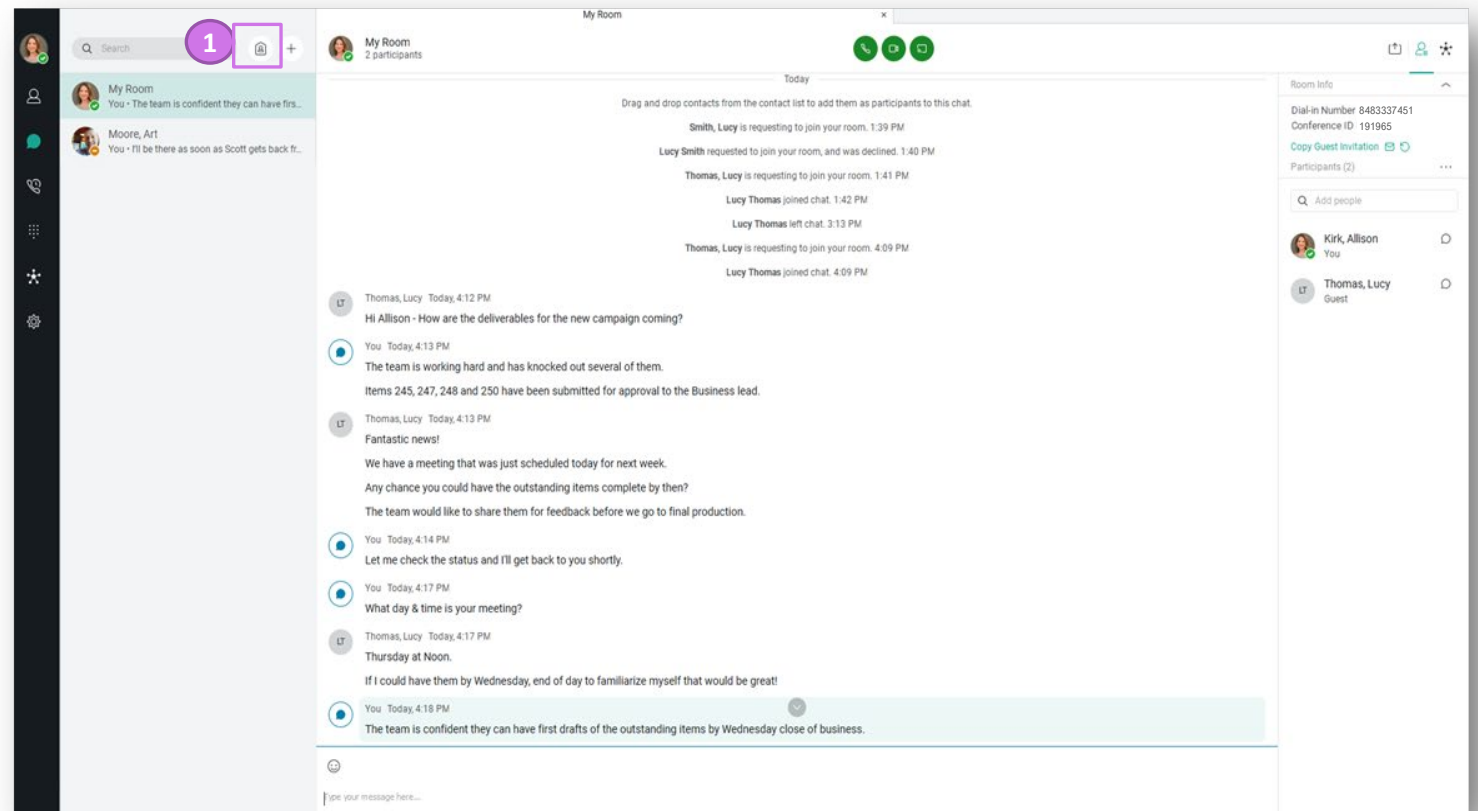 My Room
×
1
Search
+
My Room
You • The team is confident they can have firs...
Moore, Art
You • I'll be there as soon as Scott gets back fr...
My Room
2 participants
Today
Drag and drop contacts from the contact list to add them as participants to this chat.
Smith, Lucy is requesting to join your room. 1:39 PM
Lucy Smith requested to join your room, and was declined. 1:40 PM
Thomas, Lucy is requesting to join your room. 1:41 PM
Lucy Thomas joined chat. 1:42 PM
Lucy Thomas left chat. 3:13 PM
Thomas, Lucy is requesting to join your room. 4:09 PM
Lucy Thomas joined chat. 4:09 PM
LT
Thomas, Lucy Today, 4:12 PM
Hi Allison - How are the deliverables for the new campaign coming?
You Today, 4:13 PM
The team is working hard and has knocked out several of them.
Items 245, 247, 248 and 250 have been submitted for approval to the Business lead.
LT
Thomas, Lucy Today, 4:13 PM
Fantastic news!
We have a meeting that was just scheduled today for next week.
Any chance you could have the outstanding items complete by then?
The team would like to share them for feedback before we go to final production.
You Today, 4:14 PM
Let me check the status and I'll get back to you shortly.
You Today, 4:17 PM
What day & time is your meeting?
LT
Thomas, Lucy Today, 4:17 PM
Thursday at Noon.
If I could have them by Wednesday, end of day to familiarize myself that would be great!
You Today, 4:18 PM
The team is confident they can have first drafts of the outstanding items by Wednesday close of business.
Type your message here...
Room Info
Dial-in Number 8483337451
Conference ID 191965
Copy Guest Invitation
Participants (2)
Add people
Kirk, Allison
You
LT
Thomas, Lucy
Guest